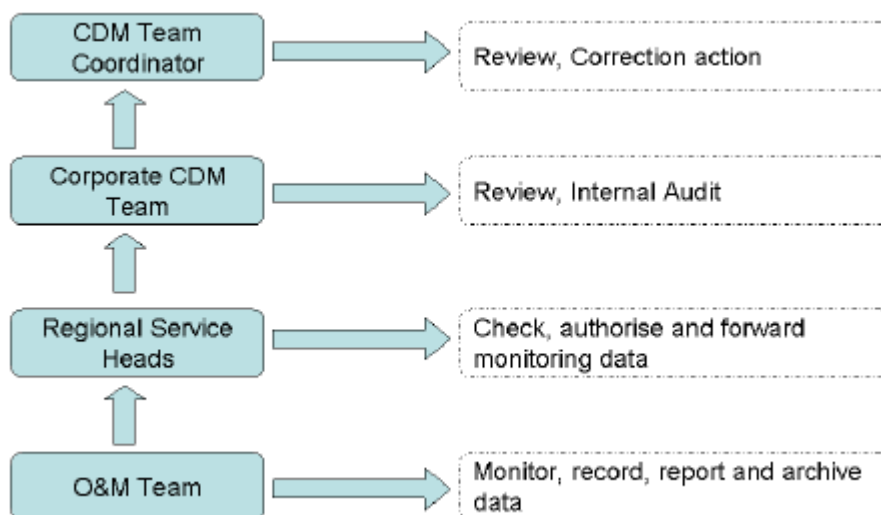 CDM Team
Coordinator
Review, Correction action
Corporate CDM
Team
Review, Internal Audit
Regional Service
Heads
Check, authorise and forward
monitoring data
O&M Team
Monitor, record, report and archive
data